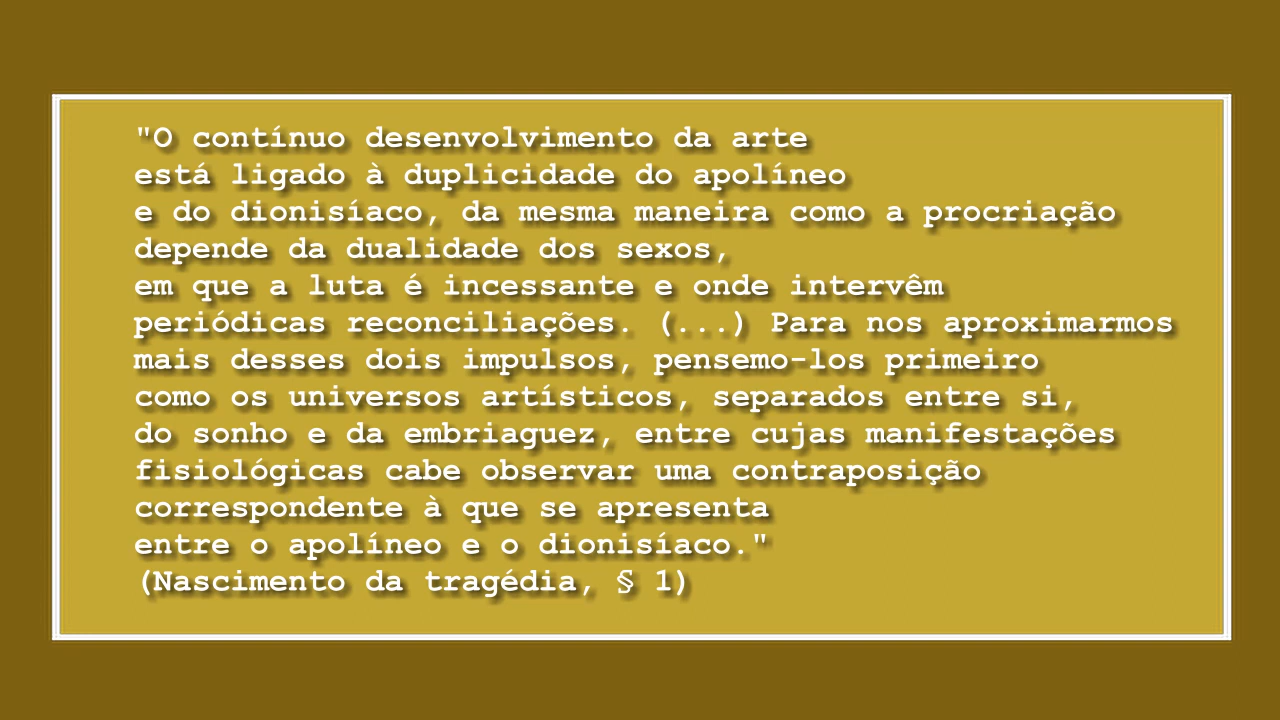 "O contínuo desenvolvimento da arte
está ligado à duplicidade do apolíneo
e do dionisíaco, da mesma maneira como a procriação
depende da dualidade dos sexos,
em que a luta é incessante e onde intervêm
periódicas reconciliações. (...) Para nos aproximarmos
mais desses dois impulsos, pensemo-los primeiro
como os universos artísticos, separados entre si,
do sonho e da embriaguez, entre cujas manifestações
fisiológicas cabe observar uma contraposição
correspondente à que se apresenta
entre o apolíneo e o dionisíaco."
(Nascimento da tragédia, § 1)